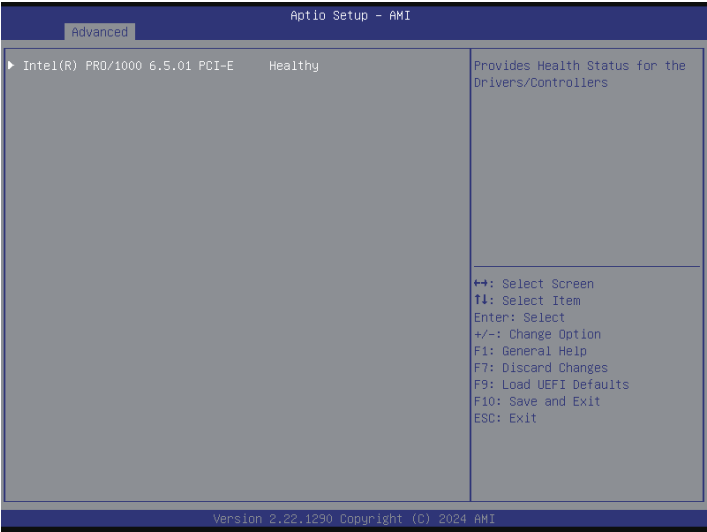 Aptio Setup – AMI
Advanced
▶ Intel(R) PRO/1000 6.5.01 PCI-E Healthy
Provides Health Status for the
Drivers/Controllers
↔: Select Screen
↑↓: Select Item
Enter: Select
+/-: Change Option
F1: General Help
F7: Discard Changes
F9: Load UEFI Defaults
F10: Save and Exit
ESC: Exit
Version 2.22.1290 Copyright (C) 2024 AMI